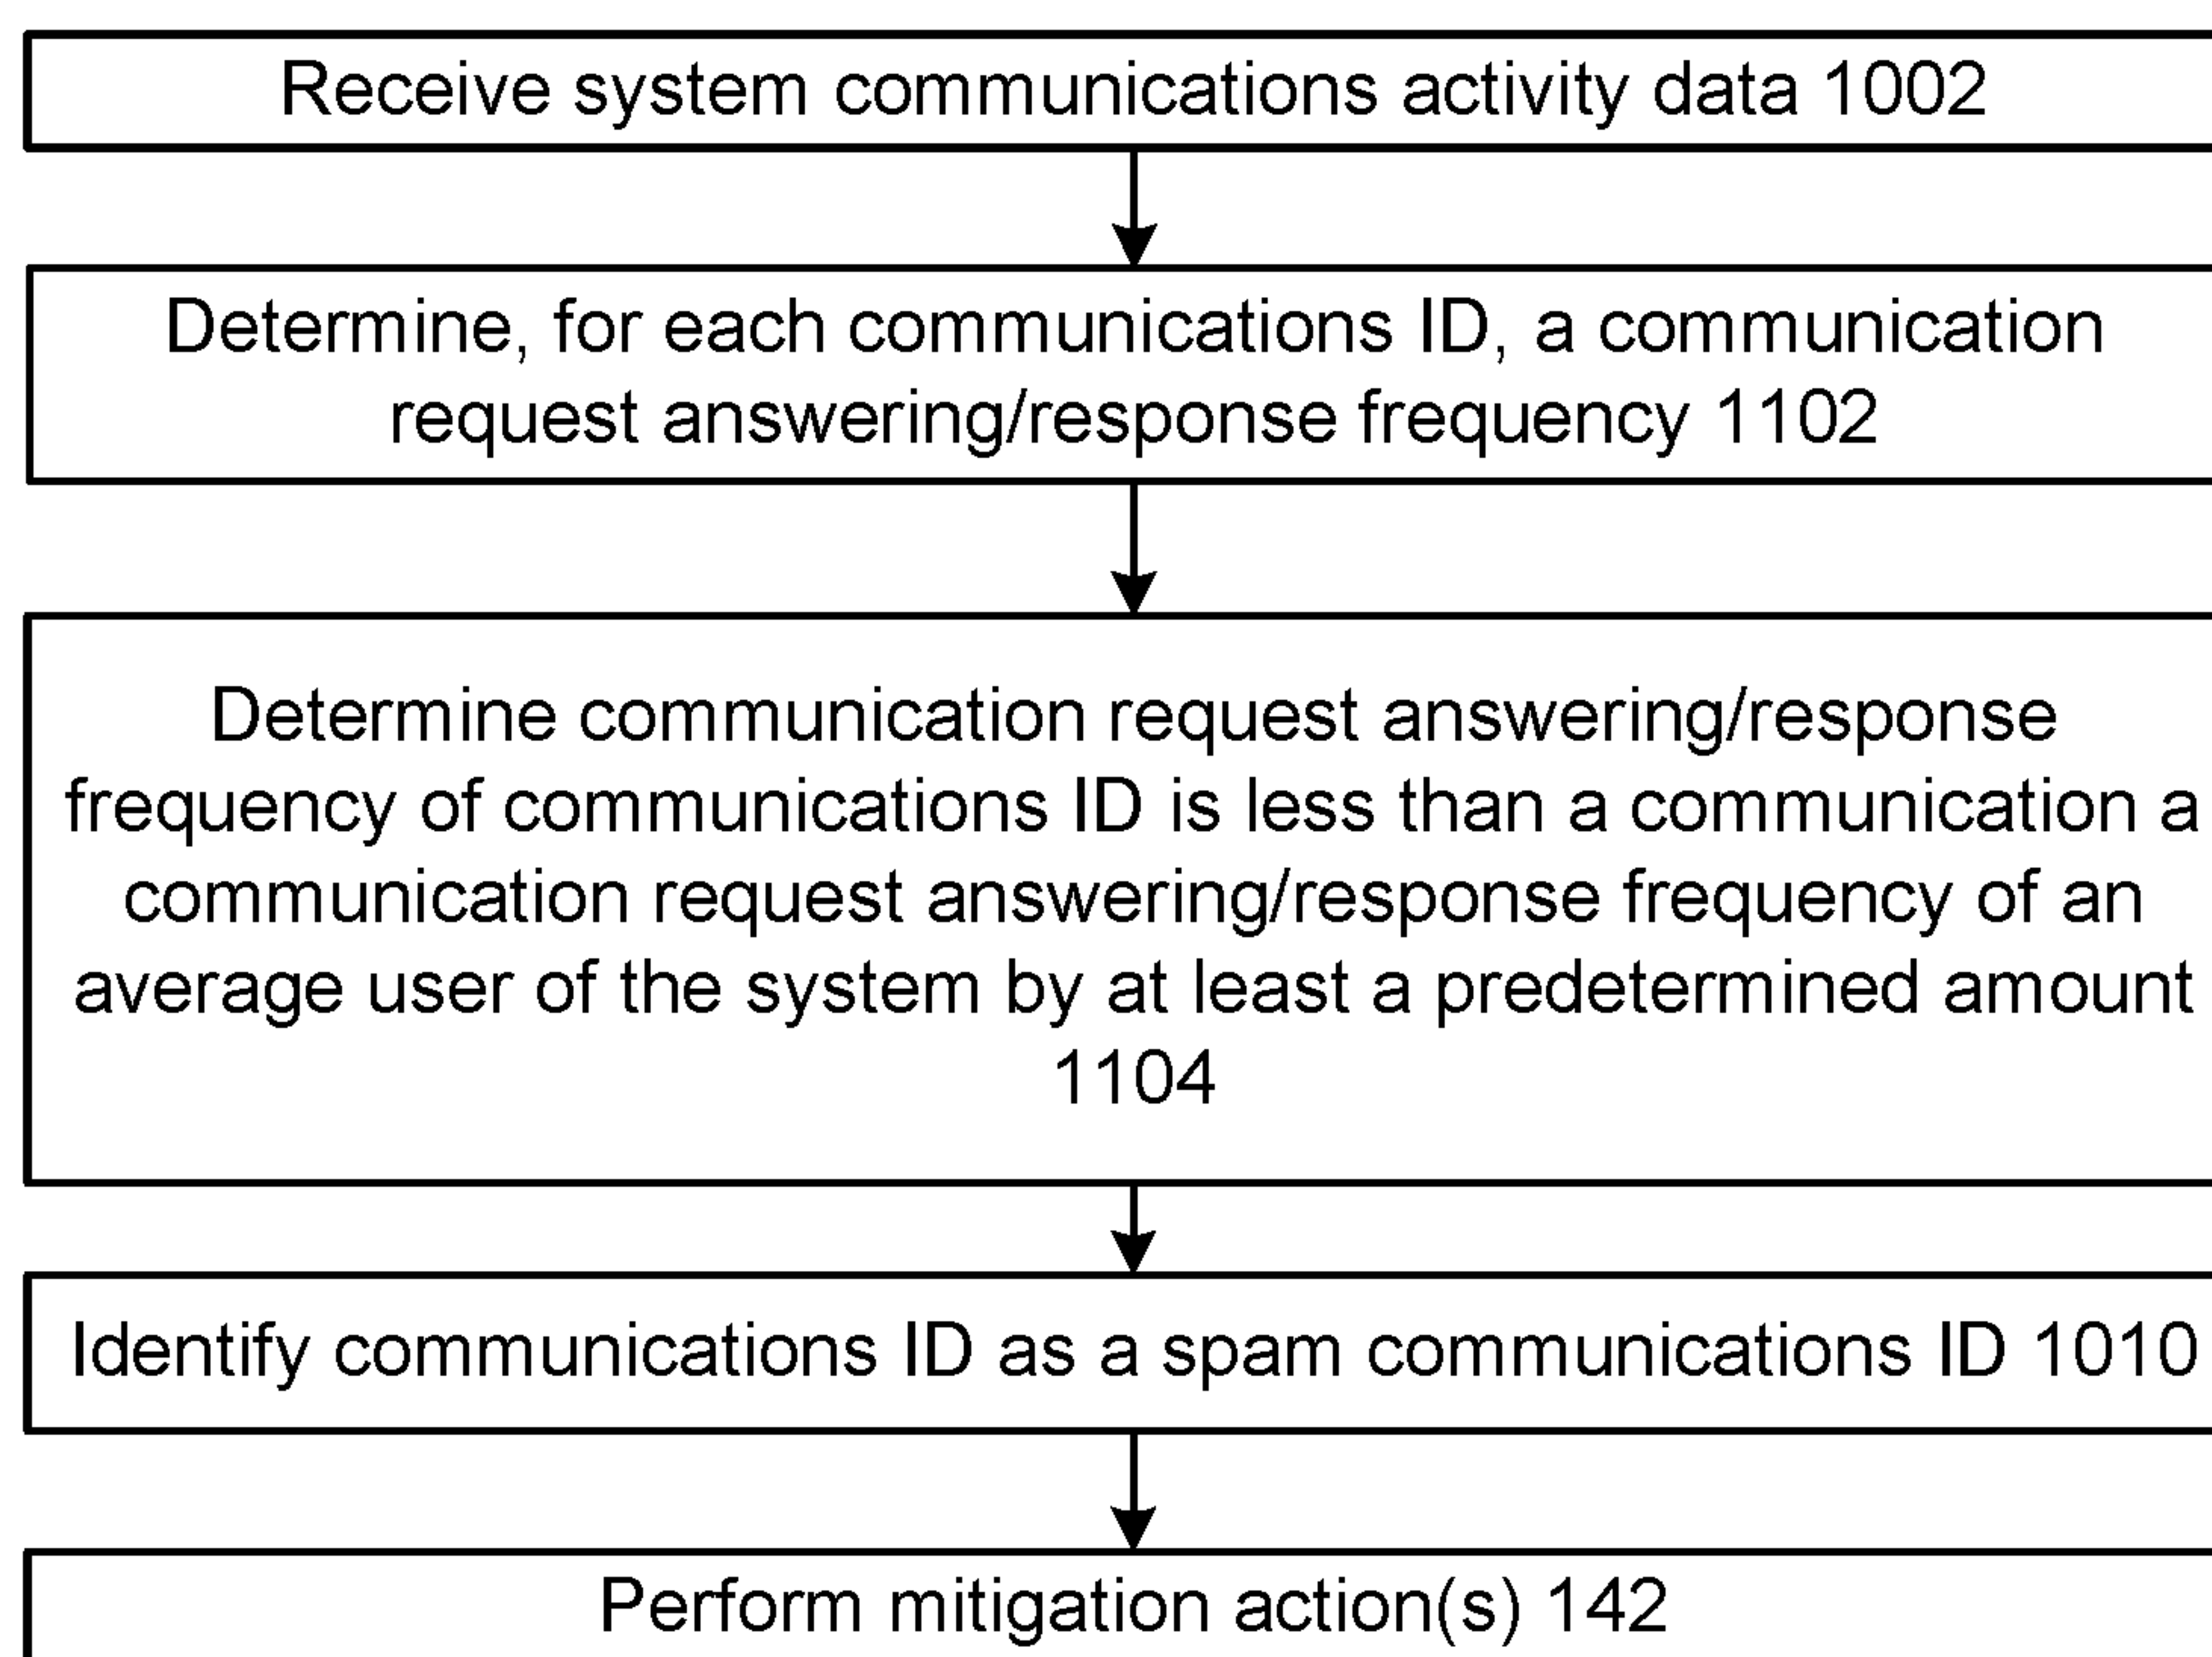 Receive system communications activity data 1002
Determine, for each communications ID, a communication
request answering/response frequency 1102
Determine communication request answering/response
frequency of communications ID is less than a communication a
communication request answering/response frequency of an
average user of the system by at least a predetermined amount
1104
Identify communications ID as a spam communications ID 1010
Perform mitigation action(s) 142